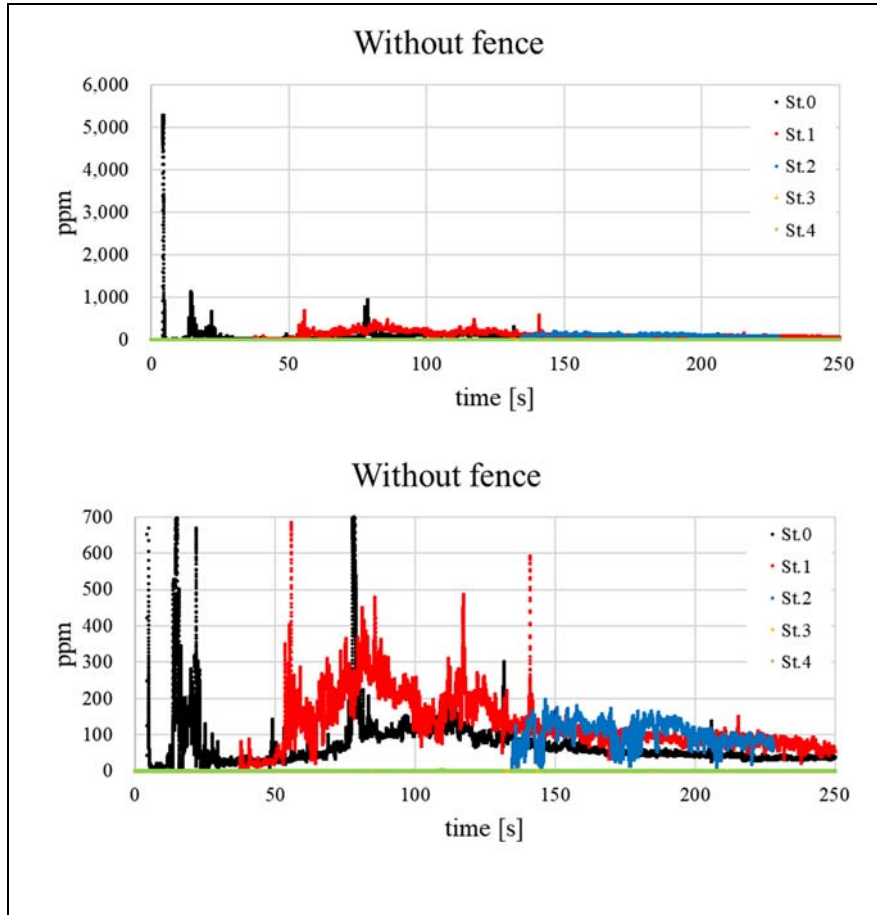 Without fence
6,000
5,000
4,000
3,000
2,000
1,000
0
ppm
St.0
St.1
St.2
St.3
St.4
0 50 100 150 200 250
time [s]
Without fence
700
600
500
400
300
200
100
0
ppm
St.0
St.1
St.2
St.3
St.4
0 50 100 150 200 250
time [s]